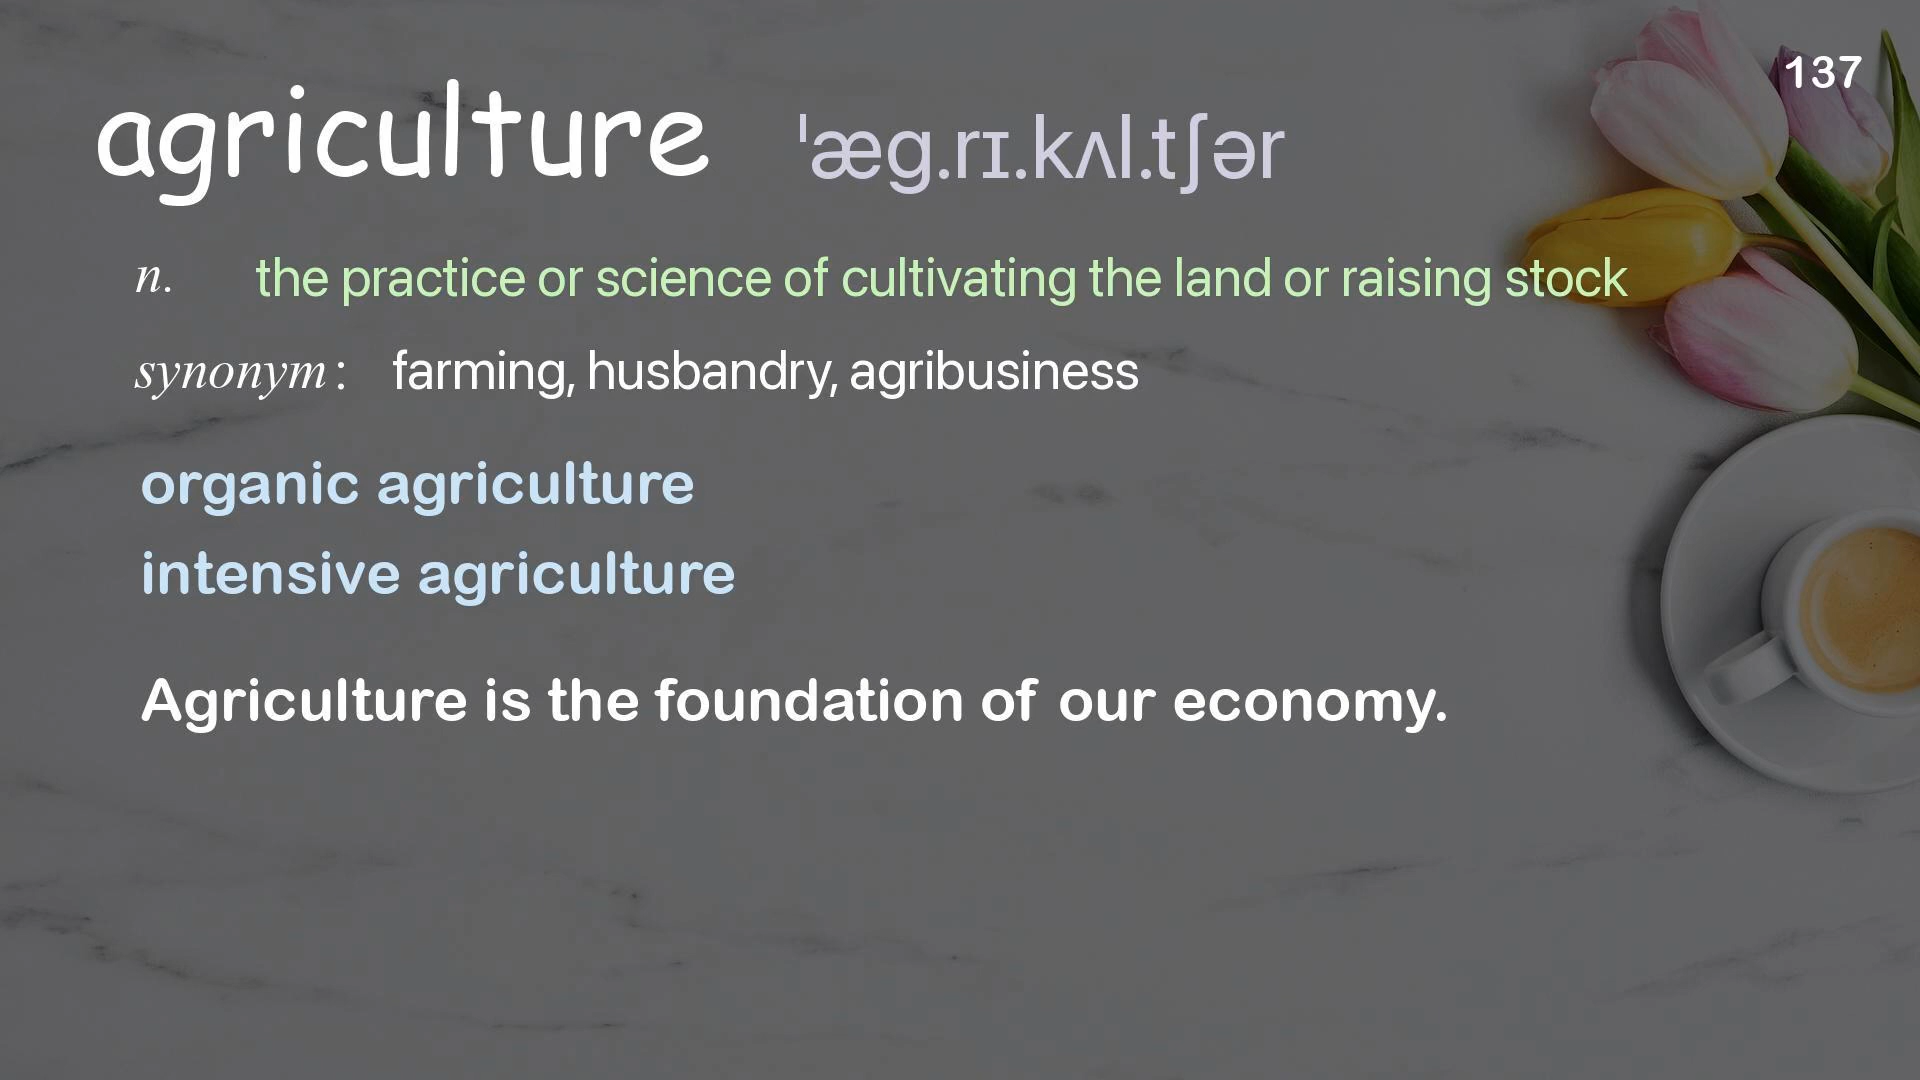 137
agriculture ˈæg.rɪ.kʌl.tʃər
n. the practice or science of cultivating the land or raising stock
synonym: farming, husbandry, agribusiness
organic agriculture
intensive agriculture
Agriculture is the foundation of our economy.